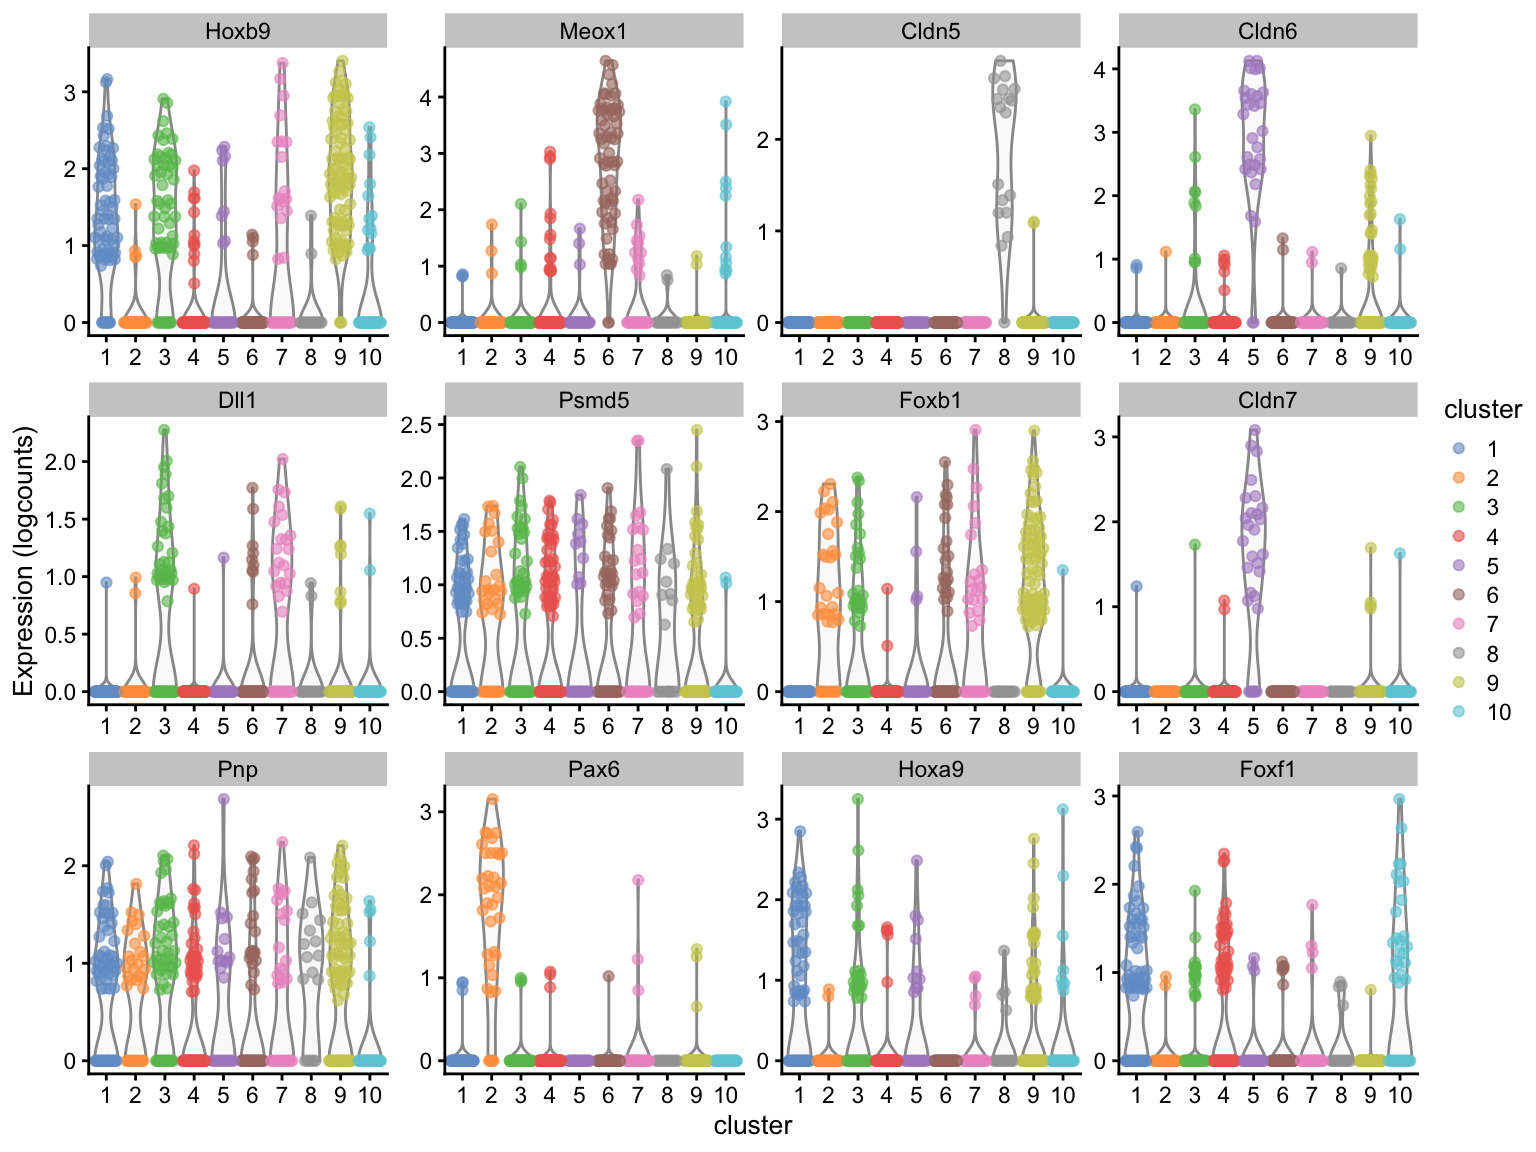 Hoxb9 Meox1 Cldn5 Cldn6
3 4 2 4
2 3 1 3
1 2 0 2
0 1 1
0 0
1 2 3 4 5 6 7 8 9 10 1 2 3 4 5 6 7 8 9 10 1 2 3 4 5 6 7 8 9 10 1 2 3 4 5 6 7 8 9 10
Dll1 Psmd5 Foxb1 Cldn7
2.0 2.5 3 3
1.5 2.0 2 2
1.0 1.5 1 1
0.5 1.0 0 0
0.0 0.5
0.0
1 2 3 4 5 6 7 8 9 10 1 2 3 4 5 6 7 8 9 10 1 2 3 4 5 6 7 8 9 10 1 2 3 4 5 6 7 8 9 10
Pnp Pax6 Hoxa9 Foxf1
2 3 3 3
1 2 2 2
0 1 1 1
0 0 0
1 2 3 4 5 6 7 8 9 10 1 2 3 4 5 6 7 8 9 10 1 2 3 4 5 6 7 8 9 10 1 2 3 4 5 6 7 8 9 10
Expression (logcounts)
cluster
cluster
1
2
3
4
5
6
7
8
9
10